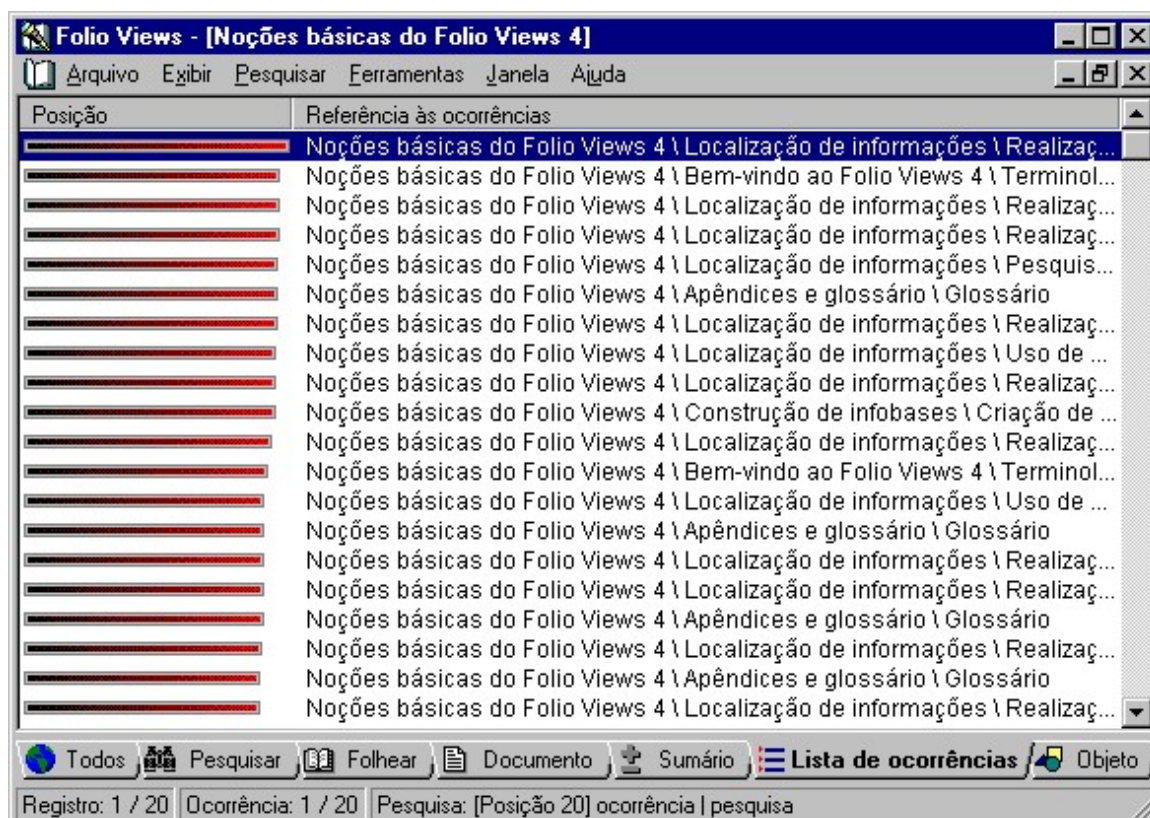 Folio Views - [Noções básicas do Folio Views 4]
Arquivo Exibir Pesquisar Ferramentas Janela Ajuda
Posição Referência às ocorrências
Noções básicas do Folio Views 4 \ Localização de informações \ Realizaç...
Noções básicas do Folio Views 4 \ Bem-vindo ao Folio Views 4 \ Terminol...
Noções básicas do Folio Views 4 \ Localização de informações \ Realizaç...
Noções básicas do Folio Views 4 \ Localização de informações \ Realizaç...
Noções básicas do Folio Views 4 \ Localização de informações \ Pesquis...
Noções básicas do Folio Views 4 \ Apêndices e glossário \ Glossário
Noções básicas do Folio Views 4 \ Localização de informações \ Realizaç...
Noções básicas do Folio Views 4 \ Localização de informações \ Uso de ...
Noções básicas do Folio Views 4 \ Localização de informações \ Realizaç...
Noções básicas do Folio Views 4 \ Construção de infobases \ Criação de ...
Noções básicas do Folio Views 4 \ Localização de informações \ Realizaç...
Noções básicas do Folio Views 4 \ Bem-vindo ao Folio Views 4 \ Terminol...
Noções básicas do Folio Views 4 \ Localização de informações \ Uso de ...
Noções básicas do Folio Views 4 \ Apêndices e glossário \ Glossário
Noções básicas do Folio Views 4 \ Localização de informações \ Realizaç...
Noções básicas do Folio Views 4 \ Localização de informações \ Realizaç...
Noções básicas do Folio Views 4 \ Apêndices e glossário \ Glossário
Noções básicas do Folio Views 4 \ Localização de informações \ Realizaç...
Noções básicas do Folio Views 4 \ Apêndices e glossário \ Glossário
Noções básicas do Folio Views 4 \ Localização de informações \ Realizaç...
Todos Pesquisar Folhear Documento Sumário Lista de ocorrências Objeto
Registro: 1 / 20 Ocorrência: 1 / 20 Pesquisa: [Posição 20] ocorrência | pesquisa